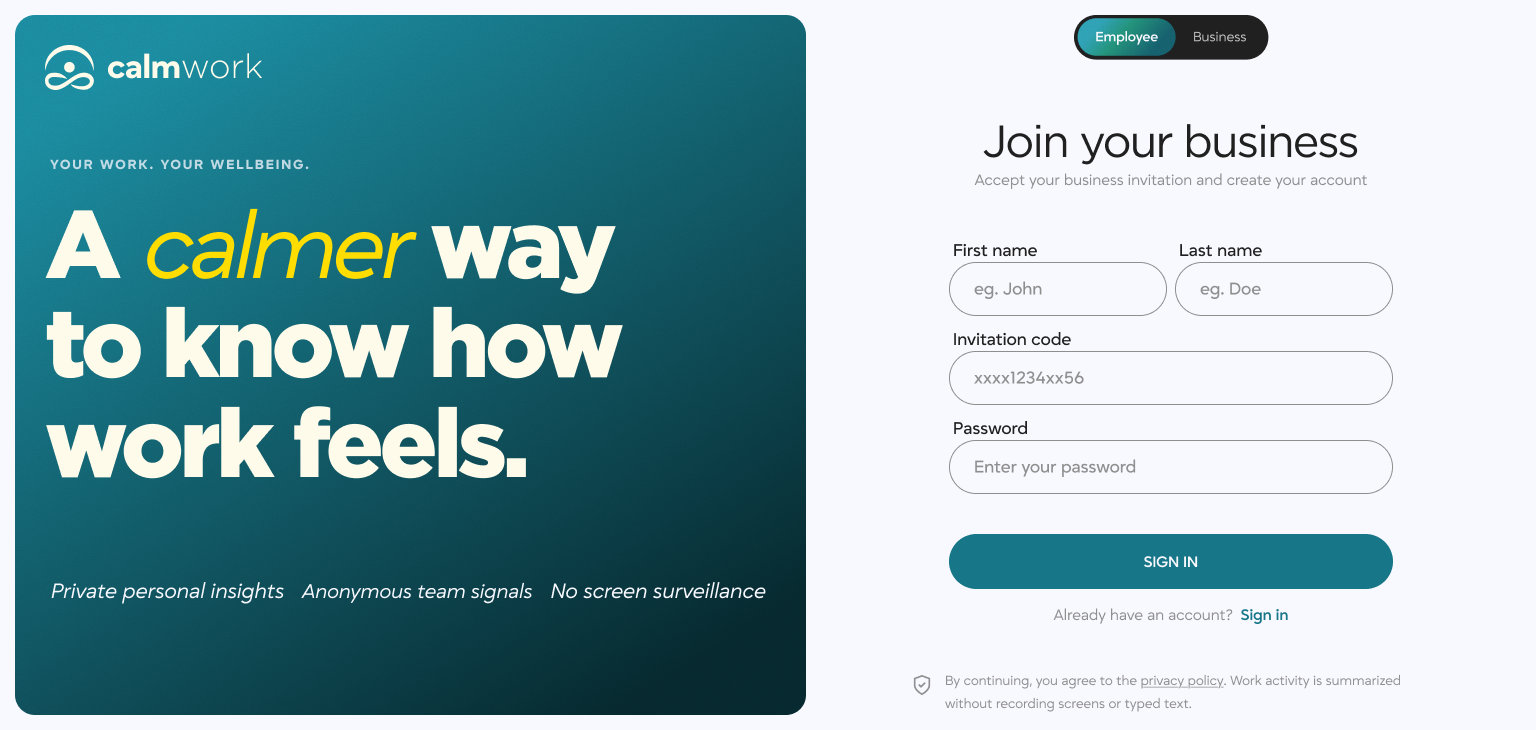 calmwork
YOUR WORK. YOUR WELLBEING.
A calmer way
to know how
work feels.
Private personal insights Anonymous team signals No screen surveillance
Employee Business
Join your business
Accept your business invitation and create your account
First name Last name
eg. John eg. Doe
Invitation code
xxxx1234xx56
Password
Enter your password
SIGN IN
Already have an account? Sign in
By continuing, you agree to the privacy policy. Work activity is summarized
without recording screens or typed text.